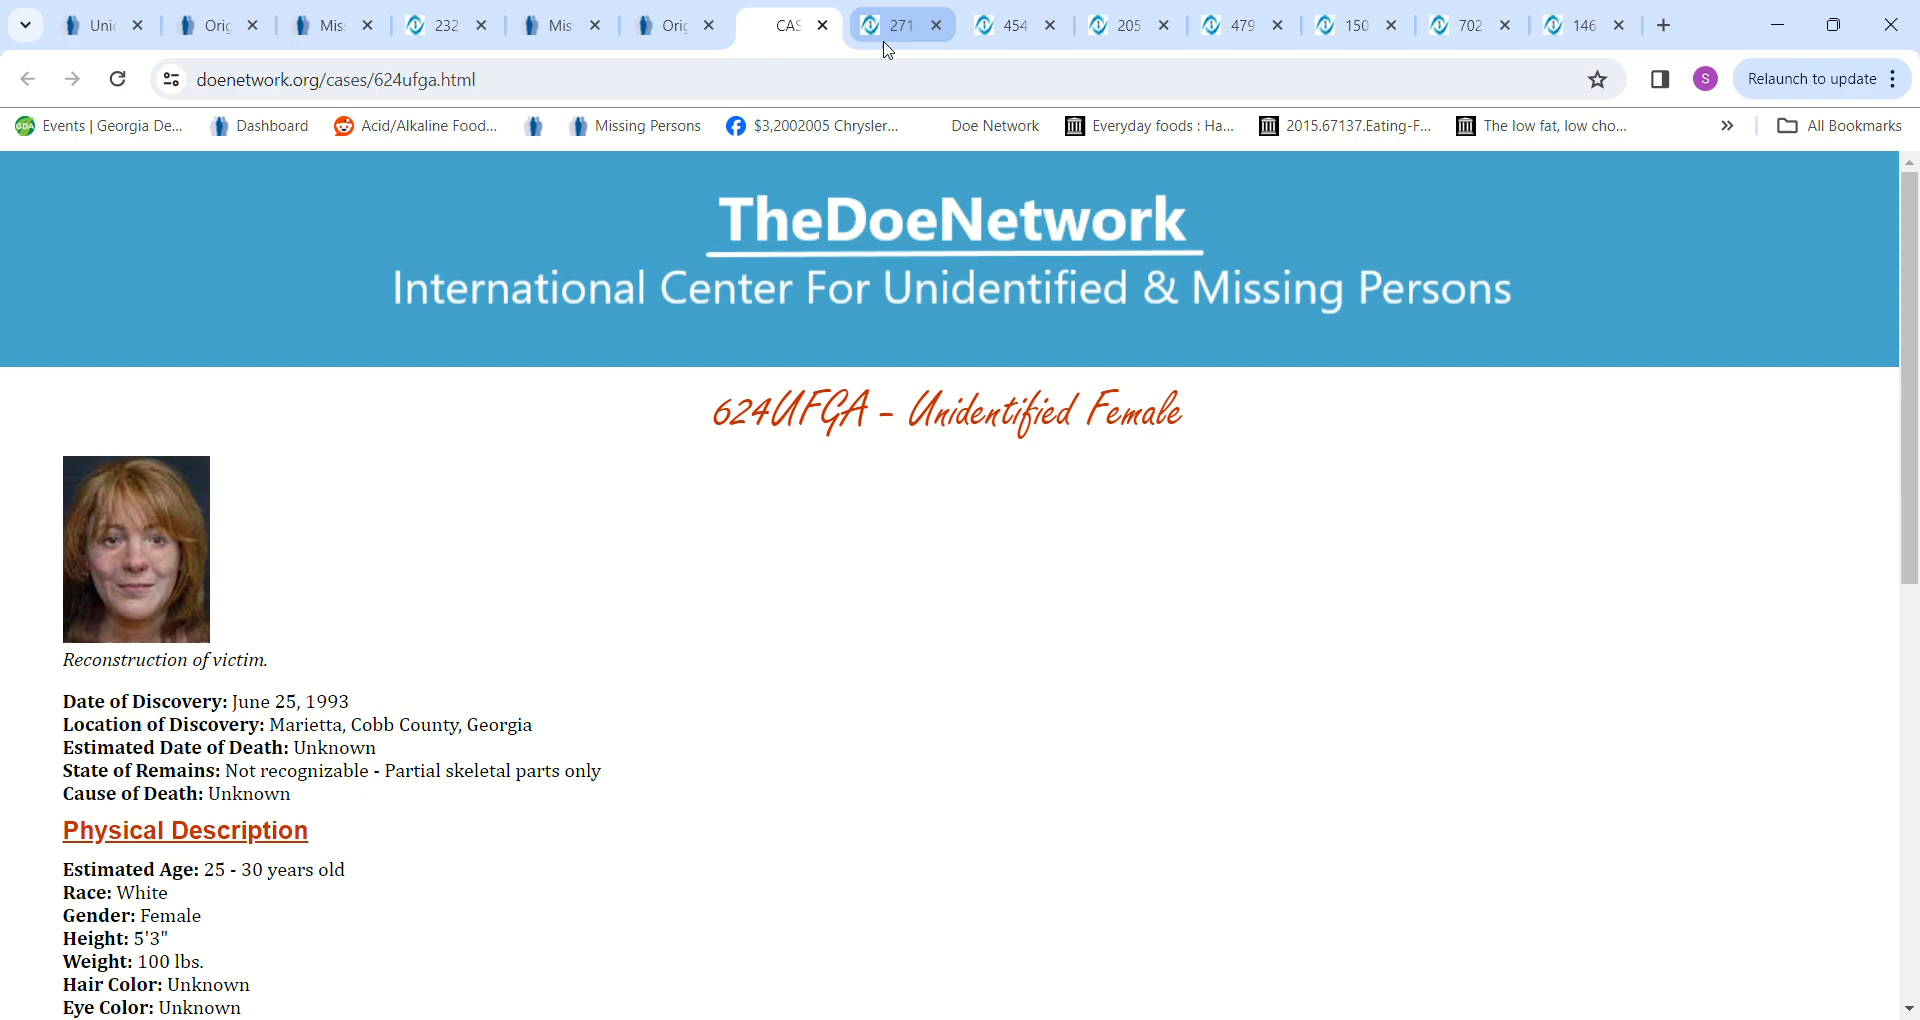 Unic Orig Miss 232 Mis Orig CAS 271 454 205 479 150 702 146
doenetwork.org/cases/624ufga.html S Relaunch to update
GDA Events | Georgia De... Dashboard Acid/Alkaline Food... Missing Persons $3,2002005 Chrysler... Doe Network Everyday foods : Ha... 2015.67137.Eating-F... The low fat, low cho... » All Bookmarks
TheDoeNetwork
International Center For Unidentified & Missing Persons
624UFGA - Unidentified Female
Reconstruction of victim.
Date of Discovery: June 25, 1993
Location of Discovery: Marietta, Cobb County, Georgia
Estimated Date of Death: Unknown
State of Remains: Not recognizable - Partial skeletal parts only
Cause of Death: Unknown
Physical Description
Estimated Age: 25 - 30 years old
Race: White
Gender: Female
Height: 5'3"
Weight: 100 lbs.
Hair Color: Unknown
Eye Color: Unknown